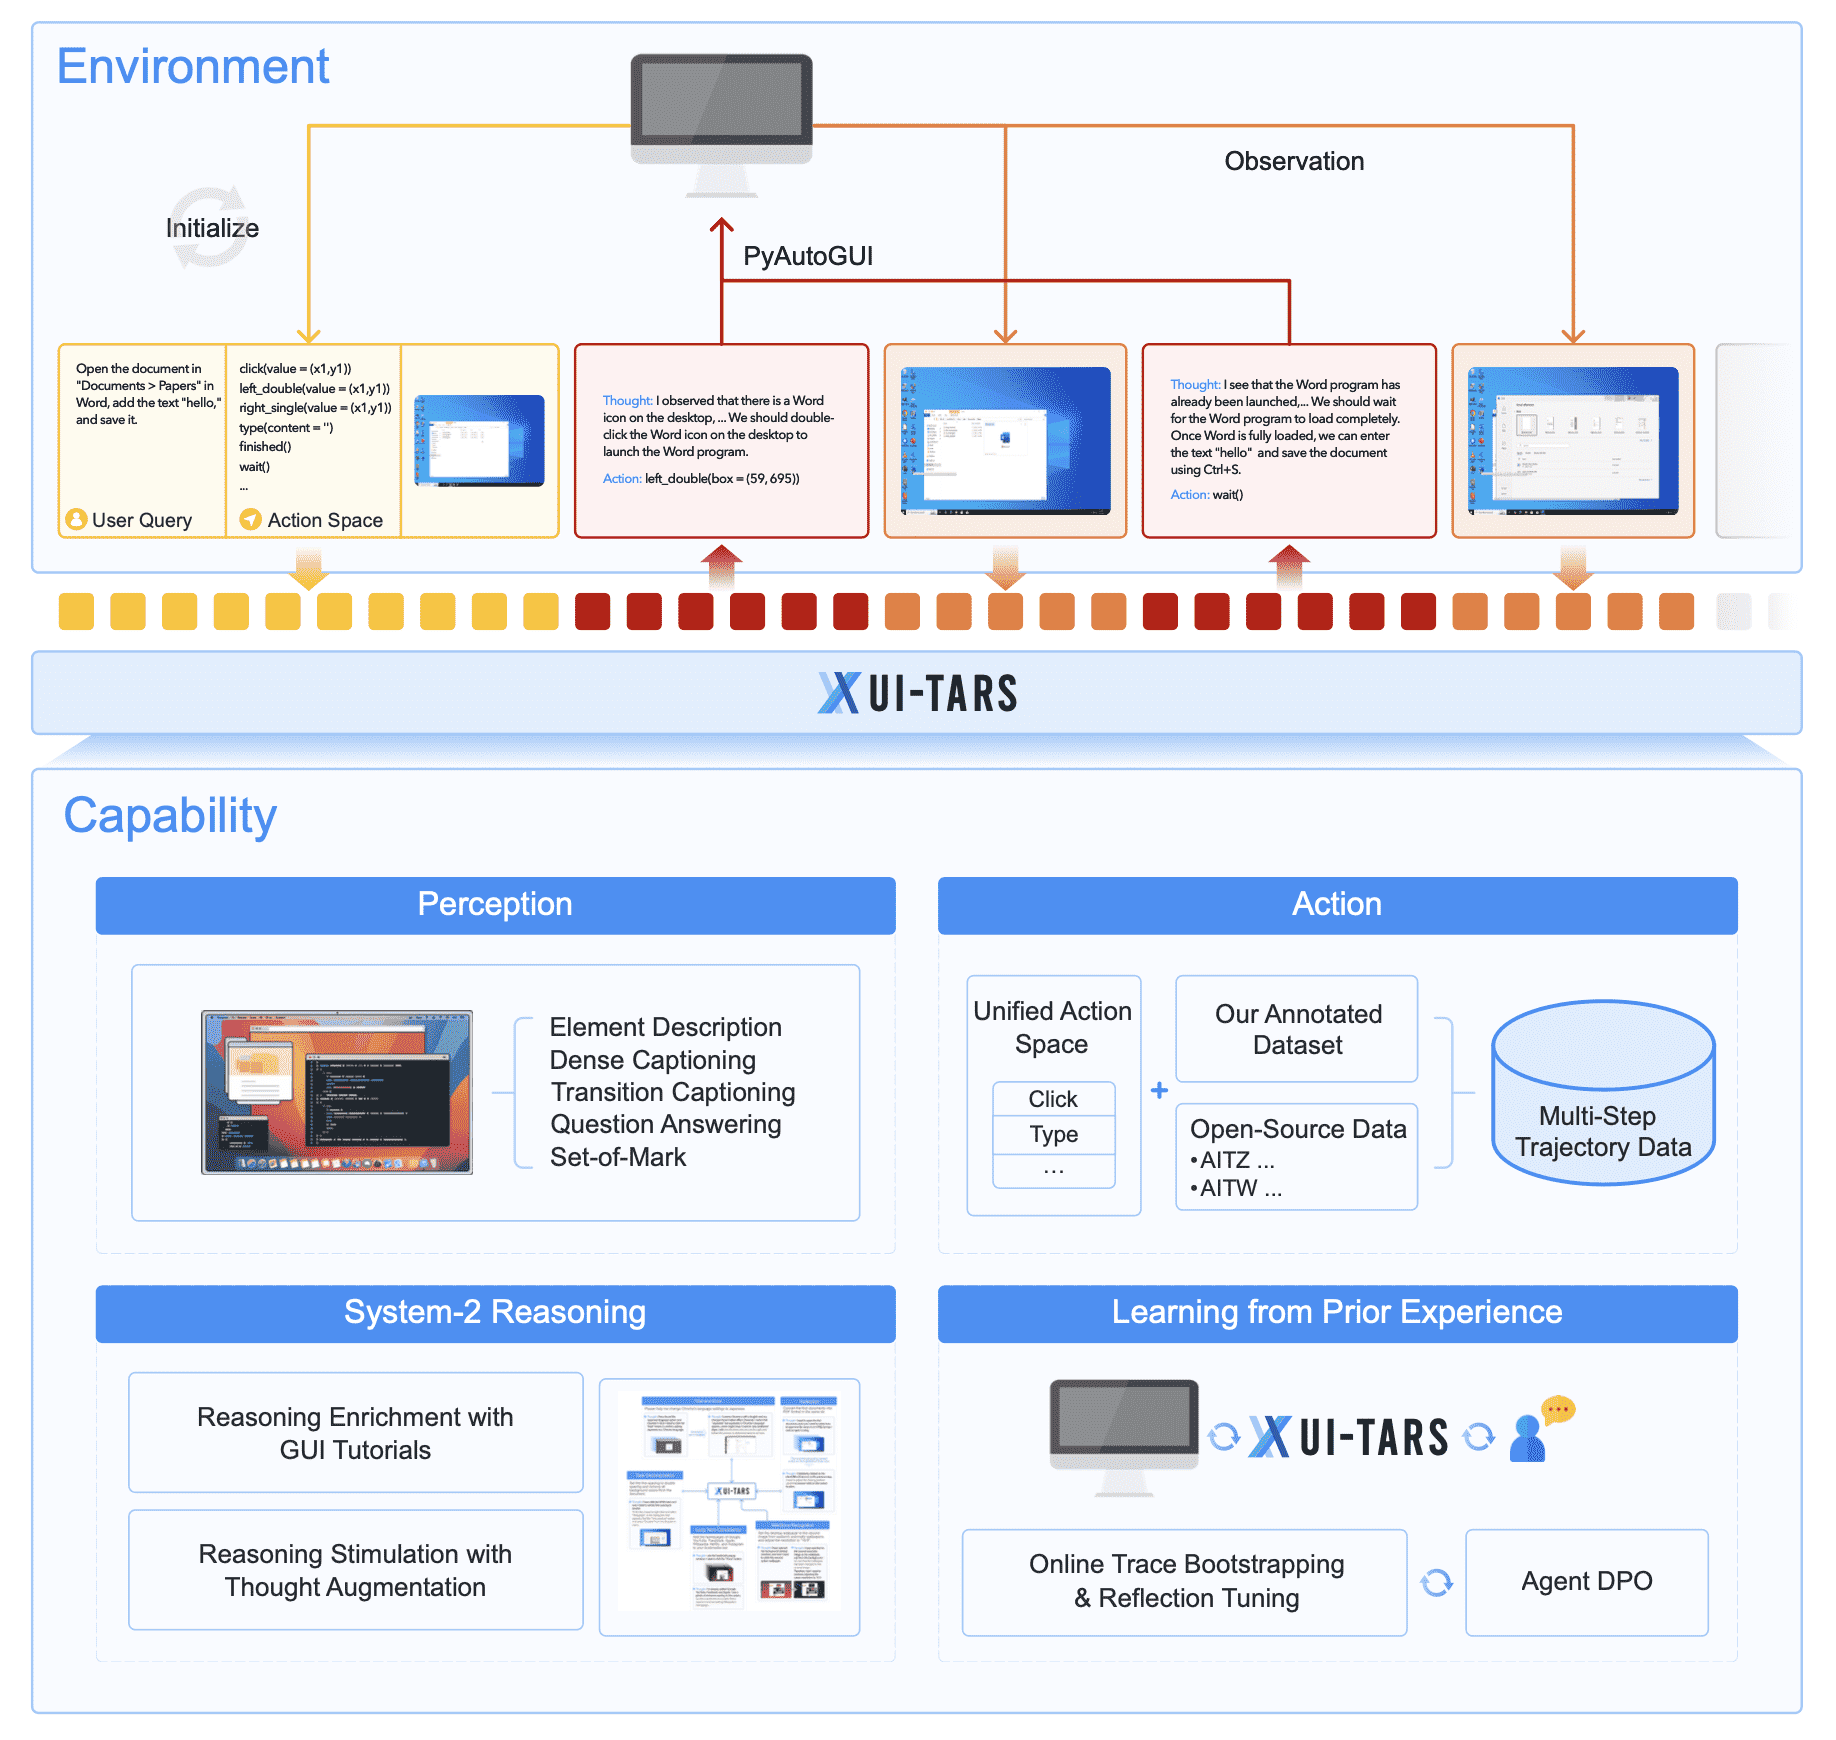 Environment
Observation
Initialize
PyAutoGUI
Open the document in
"Documents > Papers" in
Word, add the text "hello,"
and save it.
User Query
click(value = (x1,y1))
left_double(value = (x1,y1))
right_single(value = (x1,y1))
type(content = '')
finished()
wait()
...
Action Space
Thought: I observed that there is a Word
icon on the desktop, ... We should double-
click the Word icon on the desktop to
launch the Word program.
Action: left_double(box = (59, 695))
Thought: I see that the Word program has
already been launched,... We should wait
for the Word program to load completely.
Once Word is fully loaded, we can enter
the text "hello" and save the document
using Ctrl+S.
Action: wait()
UI-TARS
Capability
Perception
Element Description
Dense Captioning
Transition Captioning
Question Answering
Set-of-Mark
Action
Unified Action
Space
Click
Type
...
+
Our Annotated
Dataset
Open-Source Data
• AITZ ...
• AITW ...
Multi-Step
Trajectory Data
System-2 Reasoning
Reasoning Enrichment with
GUI Tutorials
Reasoning Stimulation with
Thought Augmentation
UI-TARS
Learning from Prior Experience
UI-TARS
Online Trace Bootstrapping
& Reflection Tuning
Agent DPO